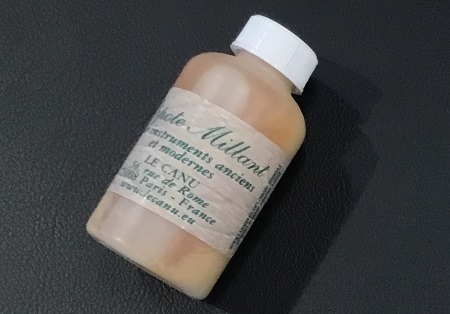 Millant
instruments anciens
et modernes
LE CANU
rue de Rome
Paris - France
www.lecanu.eu